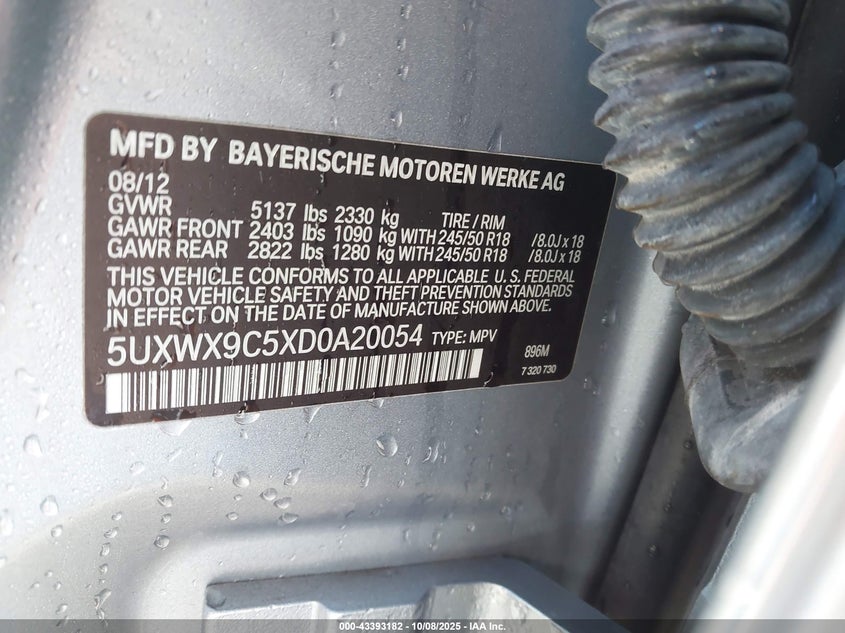 MFD BY BAYERISCHE MOTOREN WERKE AG
08/12
GVWR 5137 lbs 2330 kg TIRE / RIM
GAWR FRONT 2403 lbs 1090 kg WITH 245/50 R18 /8.0J x 18
GAWR REAR 2822 lbs 1280 kg WITH 245/50 R18 /8.0J x 18
THIS VEHICLE CONFORMS TO ALL APPLICABLE U. S. FEDERAL
MOTOR VEHICLE SAFETY AND THEFT PREVENTION STANDARDS
IN EFFECT ON THE DATE OF MANUFACTURE SHOWN ABOVE.
5UXWX9C5XD0A20054 TYPE: MPV 896M
7 320 730
000-43393182 - 10/08/2025 - IAA Inc.